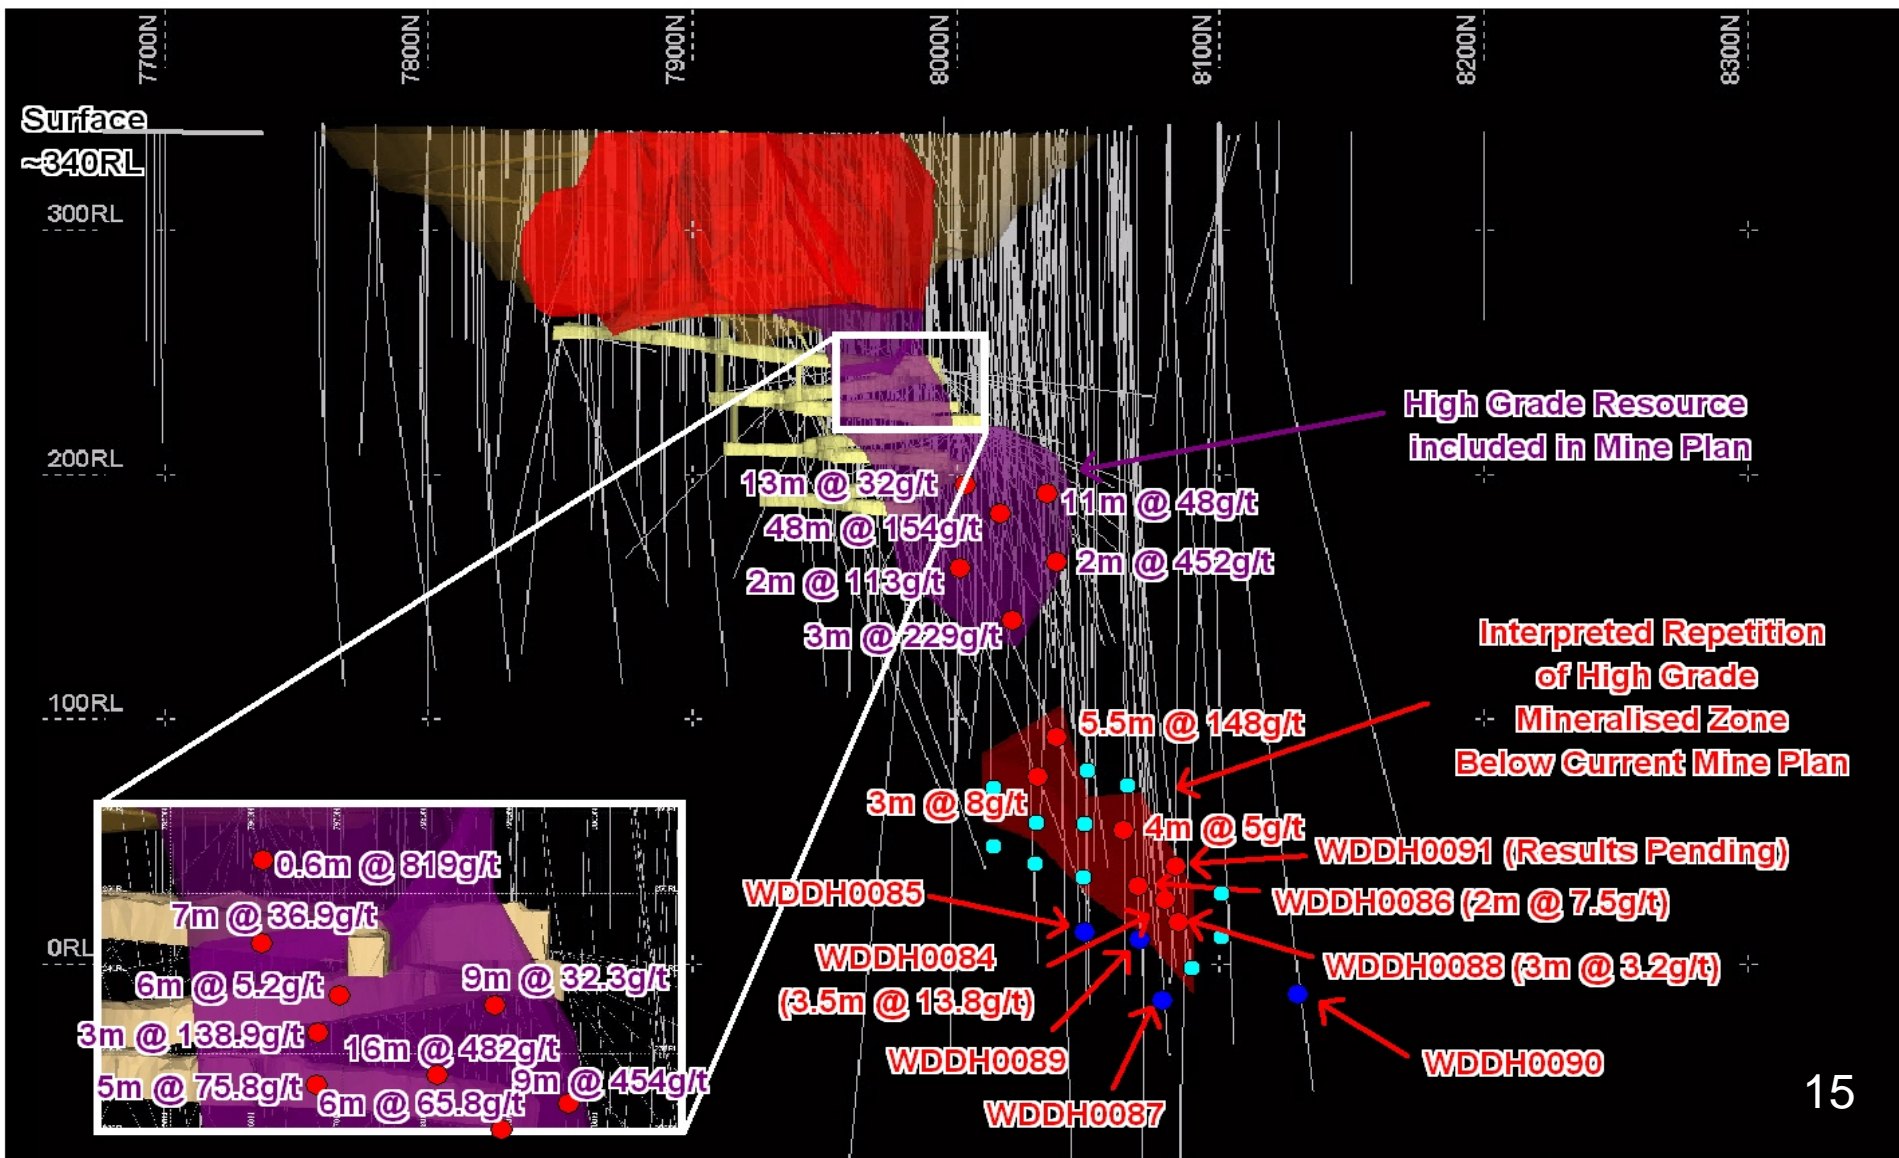 7700N
7800N
7900N
8000N
8100N
8200N
8300N
Surface
~340RL
300RL
200RL
100RL
0RL
High Grade Resource
included in Mine Plan
13m @ 32g/t
11m @ 48g/t
48m @ 154g/t
2m @ 452g/t
2m @ 113g/t
3m @ 229g/t
Interpreted Repetition
of High Grade
Mineralised Zone
Below Current Mine Plan
5.5m @ 148g/t
3m @ 8g/t
4m @ 5g/t
WDDH0091 (Results Pending)
WDDH0085
WDDH0086 (2m @ 7.5g/t)
WDDH0084
(3.5m @ 13.8g/t)
WDDH0088 (3m @ 3.2g/t)
WDDH0089
WDDH0090
WDDH0087
0.6m @ 819g/t
7m @ 36.9g/t
6m @ 5.2g/t
9m @ 32.3g/t
3m @ 138.9g/t
16m @ 482g/t
5m @ 75.8g/t
9m @ 454g/t
6m @ 65.8g/t
15